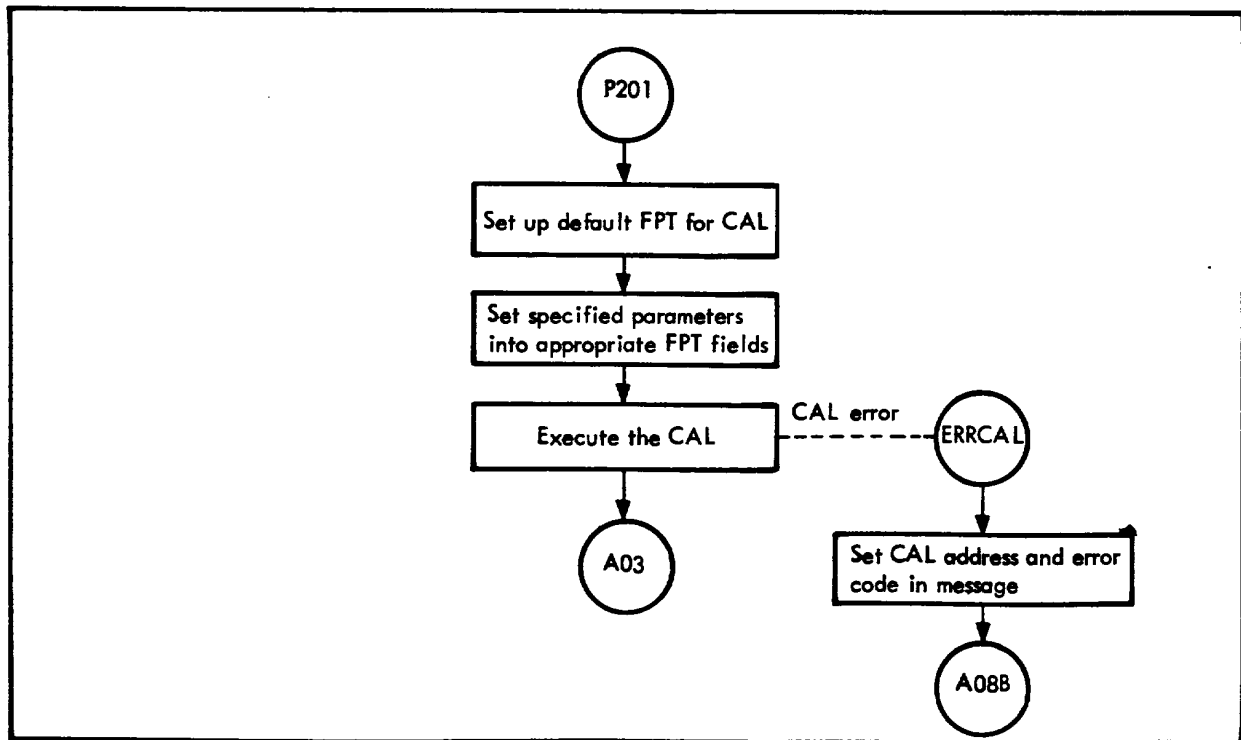 P201
Set up default FPT for CAL
Set specified parameters
into appropriate FPT fields
Execute the CAL
CAL error
ERRCAL
A03
Set CAL address and error
code in message
A08B